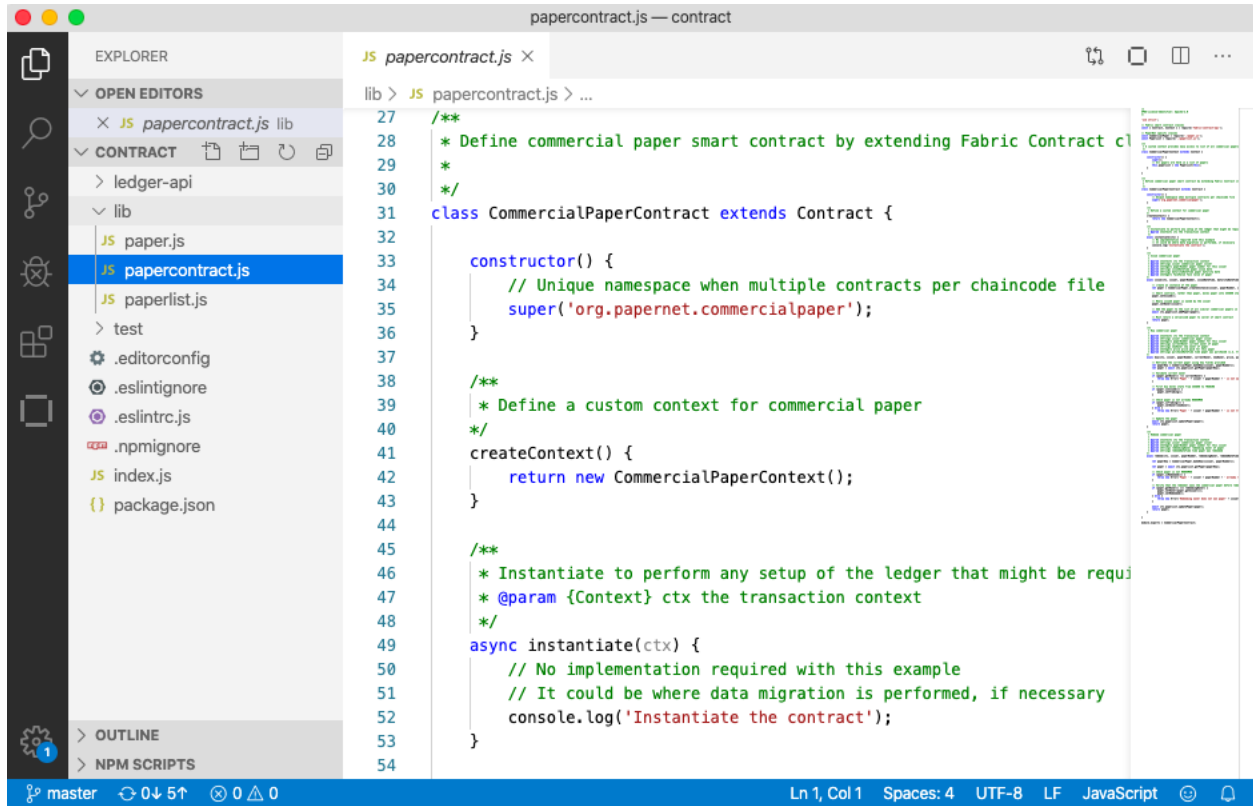 papercontract.js — contract
EXPLORER
OPEN EDITORS
JS papercontract.js lib
CONTRACT
ledger-api
lib
JS paper.js
JS papercontract.js
JS paperlist.js
test
.editorconfig
.eslintignore
.eslintrc.js
.npmignore
JS index.js
{} package.json
OUTLINE
NPM SCRIPTS
1
JS papercontract.js
lib > JS papercontract.js > ...
27 /**
28 * Define commercial paper smart contract by extending Fabric Contract cl
29 *
30 */
31 class CommercialPaperContract extends Contract {
32
33 constructor() {
34 // Unique namespace when multiple contracts per chaincode file
35 super('org.papernet.commercialpaper');
36 }
37
38 /**
39 * Define a custom context for commercial paper
40 */
41 createContext() {
42 return new CommercialPaperContext();
43 }
44
45 /**
46 * Instantiate to perform any setup of the ledger that might be requi
47 * @param {Context} ctx the transaction context
48 */
49 async instantiate(ctx) {
50 // No implementation required with this example
51 // It could be where data migration is performed, if necessary
52 console.log('Instantiate the contract');
53 }
54
master 0↓ 5↑ 0 0 Ln 1, Col 1 Spaces: 4 UTF-8 LF JavaScript